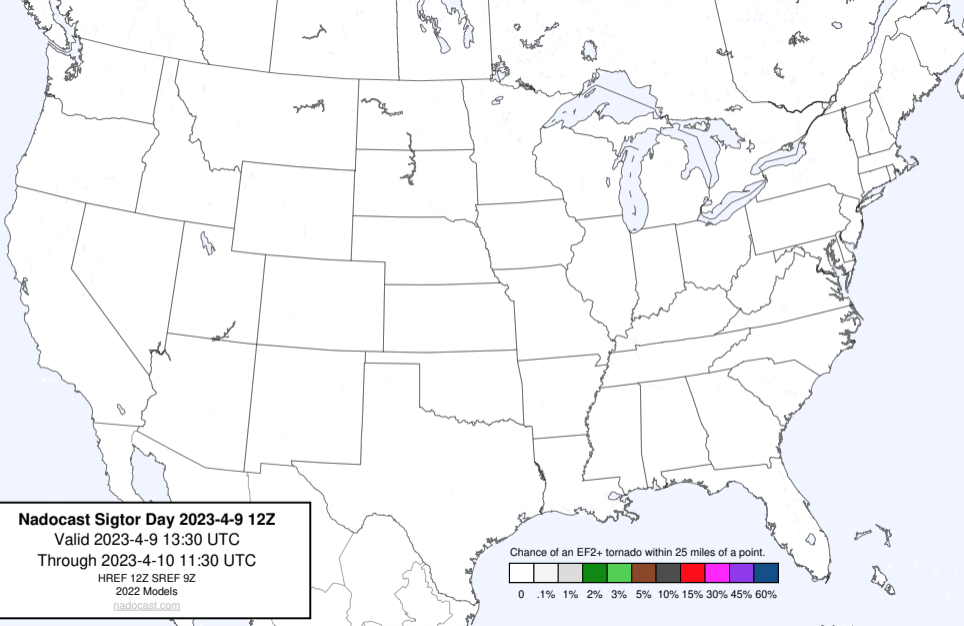 Nadocast Sigtor Day 2023-4-9 12Z
Valid 2023-4-9 13:30 UTC
Through 2023-4-10 11:30 UTC
HREF 12Z SREF 9Z
2022 Models
nadocast.com
Chance of an EF2+ tornado within 25 miles of a point.
0 .1% 1% 2% 3% 5% 10% 15% 30% 45% 60%